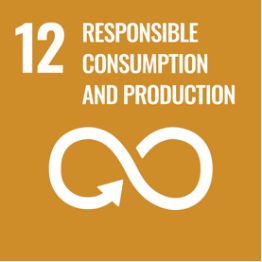 12 RESPONSIBLE
CONSUMPTION
AND PRODUCTION